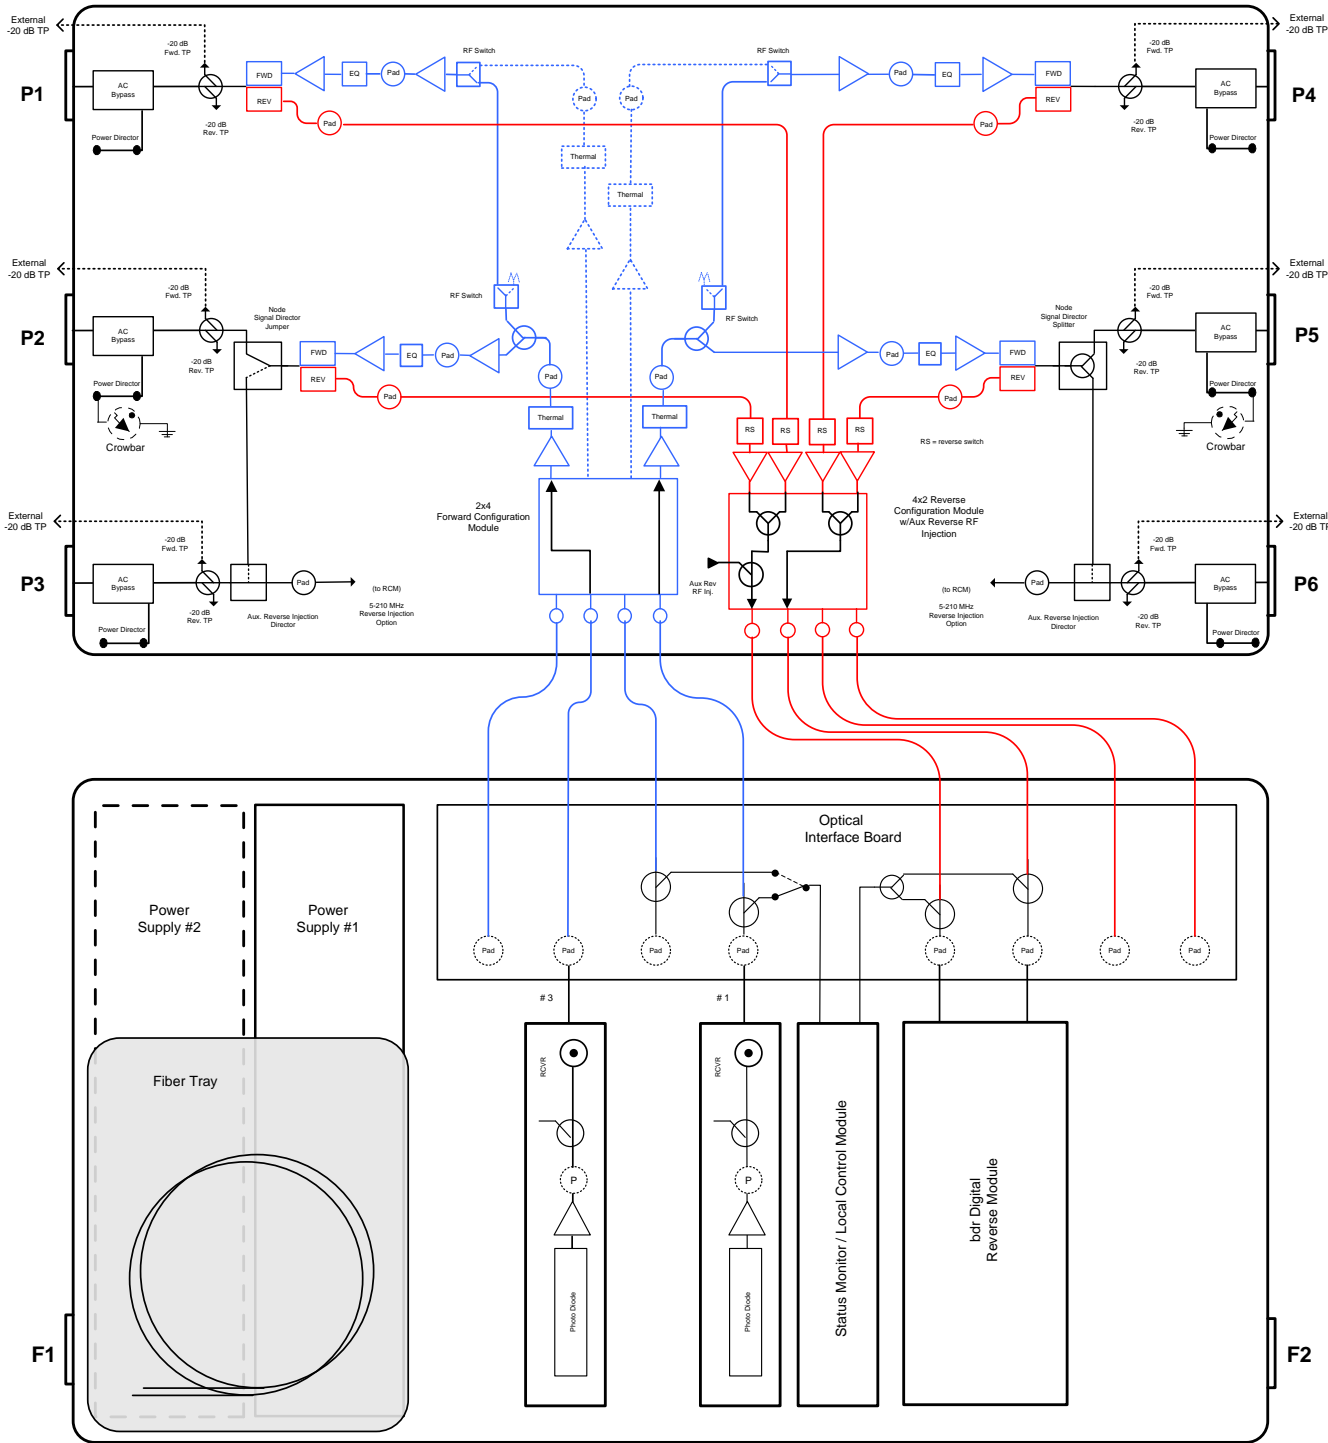 External
-20 dB TP
-20 dB
Fwd. TP
RF Switch
-20 dB
Fwd. TP
External
-20 dB TP
P1
AC
Bypass
FWD
EQ
Pad
Pad
Pad
Pad
EQ
FWD
AC
Bypass
P4
REV
REV
Power Director
-20 dB
Rev. TP
Pad
Pad
-20 dB
Rev. TP
Power Director
Thermal
Thermal
External
-20 dB TP
-20 dB
Fwd. TP
RF Switch
RF Switch
-20 dB
Fwd. TP
External
-20 dB TP
P2
AC
Bypass
Node
Signal Director
Jumper
Node
Signal Director
Splitter
AC
Bypass
P5
FWD
EQ
Pad
Pad
EQ
FWD
-20 dB
Rev. TP
REV
Pad
Pad
REV
-20 dB
Rev. TP
Power Director
Pad
Pad
Power Director
Crowbar
Thermal
Thermal
RS
RS
RS
RS
RS = reverse switch
Crowbar
2x4
Forward Configuration
Module
4x2 Reverse
Configuration Module
w/Aux Reverse RF
Injection
External
-20 dB TP
-20 dB
Fwd. TP
-20 dB
Fwd. TP
External
-20 dB TP
P3
AC
Bypass
Pad
(to RCM)
Aux Rev
RF Inj.
(to RCM)
Pad
AC
Bypass
P6
-20 dB
Rev. TP
Aux. Reverse Injection
Director
5-210 MHz
Reverse Injection
Option
5-210 MHz
Reverse Injection
Option
Aux. Reverse Injection
Director
-20 dB
Rev. TP
Power Director
Power Director
Optical
Interface Board
Power
Supply #2
Power
Supply #1
Pad
Pad
Pad
Pad
Pad
Pad
Pad
Pad
# 3
# 1
Fiber Tray
RCVR
RCVR
P
P
Photo Diode
Photo Diode
Status Monitor / Local Control Module
bdr Digital
Reverse Module
F1
F2